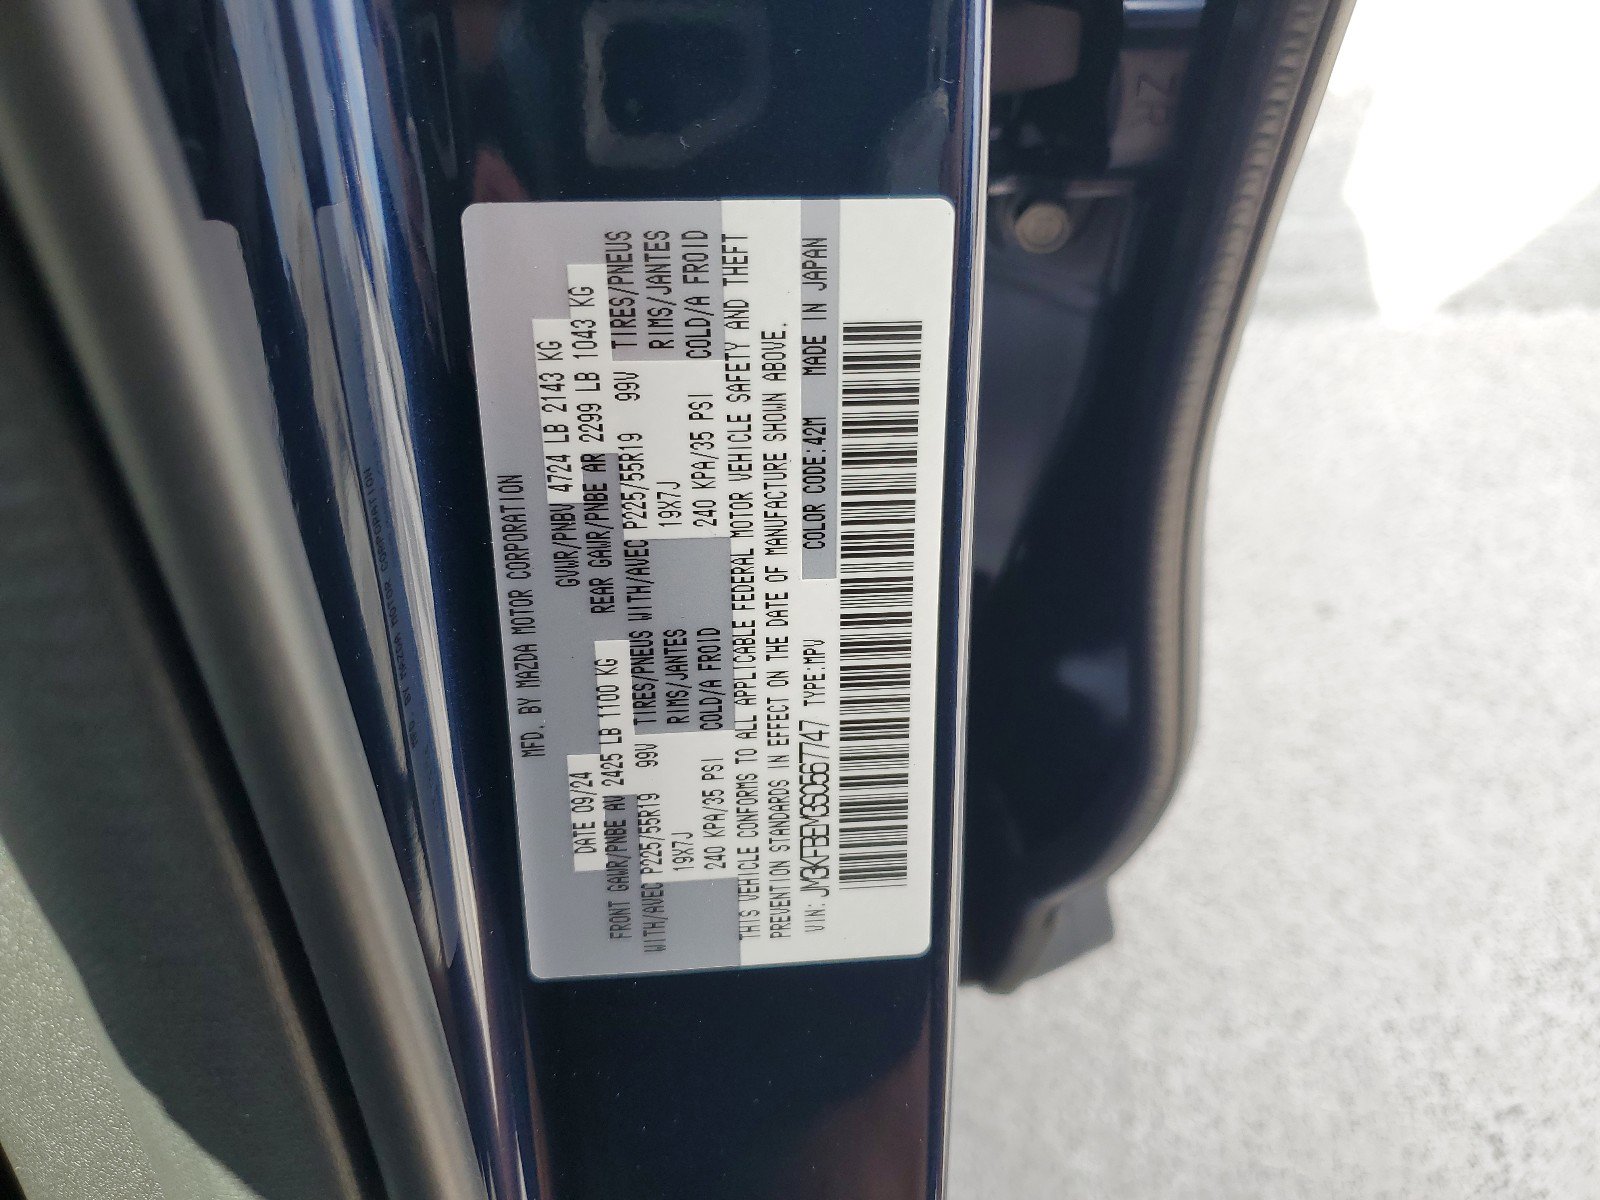 MFD. BY MAZDA MOTOR CORPORATION
DATE 09/24 GVWR/PNBV 4724 LB 2143 KG
FRONT GAWR/PNBE AV 2425 LB 1100 KG REAR GAWR/PNBE AR 2299 LB 1043 KG
WITH/AVEC P225/55R19 99V TIRES/PNEUS WITH/AVEC P225/55R19 99V TIRES/PNEUS
19X7J RIMS/JANTES 19X7J RIMS/JANTES
240 KPA/35 PSI COLD/A FROID 240 KPA/35 PSI COLD/A FROID
THIS VEHICLE CONFORMS TO ALL APPLICABLE FEDERAL MOTOR VEHICLE SAFETY AND THEFT
PREVENTION STANDARDS IN EFFECT ON THE DATE OF MANUFACTURE SHOWN ABOVE.
VIN: JM3KFBEM3S0567747 TYPE:MPV COLOR CODE:42M MADE IN JAPAN